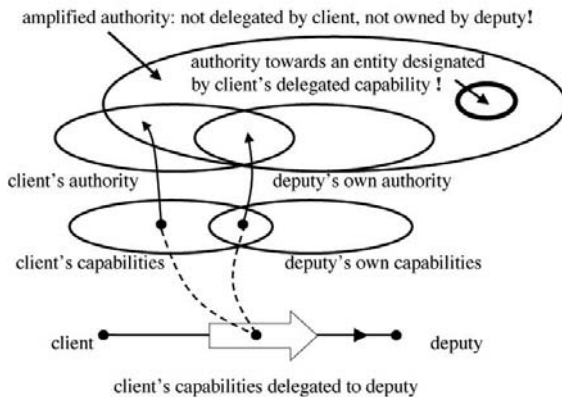 amplified authority: not delegated by client, not owned by deputy!
authority towards an entity designated
by client's delegated capability !
client's authority
deputy's own authority
client's capabilities
deputy's own capabilities
client
deputy
client's capabilities delegated to deputy